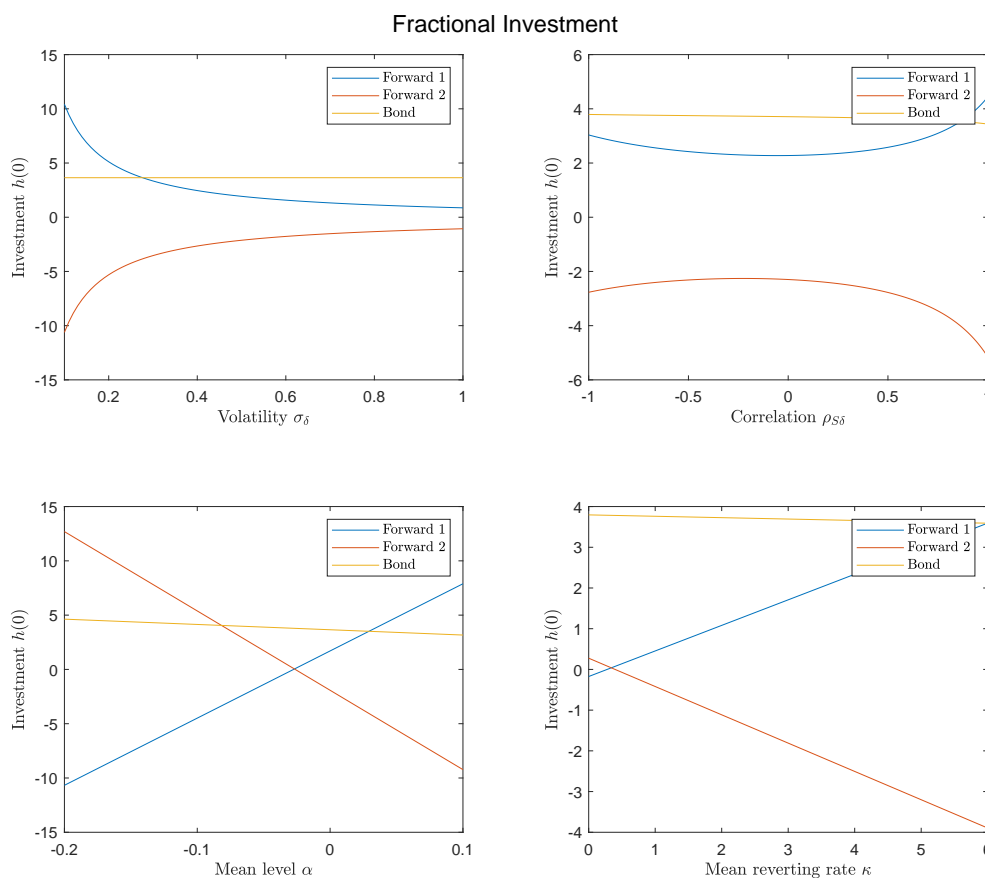 Fractional Investment
15
10
5
0
-5
-10
-15
Investment h(0)
0.2 0.4 0.6 0.8 1
Volatility σδ
Forward 1
Forward 2
Bond
6
4
2
0
-2
-4
-6
Investment h(0)
-1 -0.5 0 0.5 1
Correlation ρSδ
Forward 1
Forward 2
Bond
15
10
5
0
-5
-10
-15
Investment h(0)
-0.2 -0.1 0 0.1
Mean level α
Forward 1
Forward 2
Bond
4
3
2
1
0
-1
-2
-3
-4
Investment h(0)
0 1 2 3 4 5 6
Mean reverting rate κ
Forward 1
Forward 2
Bond